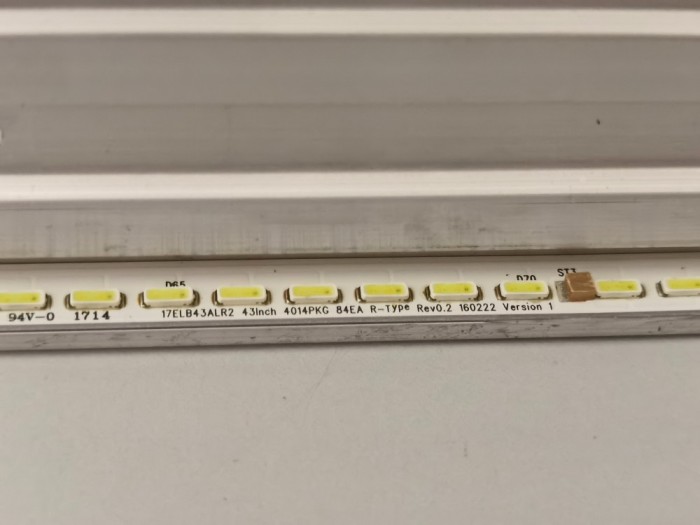 D65
D70
ST1
94V-0 1714
17ELB43ALR2 43Inch 4014PKG 84EA R-TYPe Rev0.2 160222 Version 1